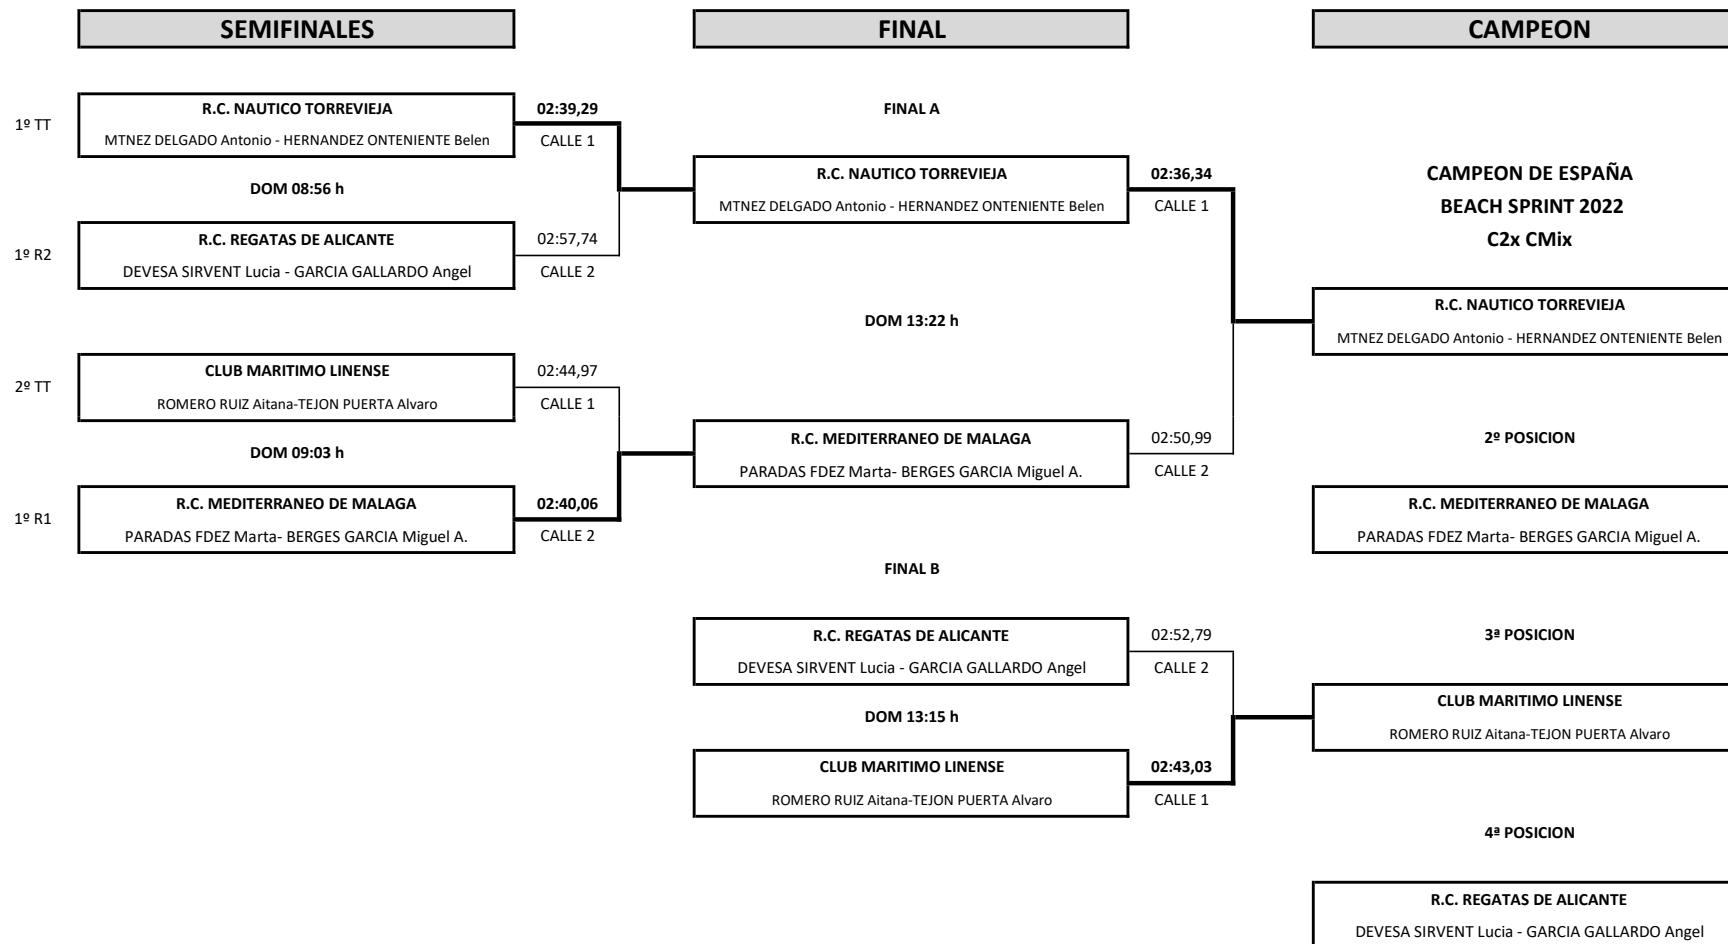 SEMIFINALES
FINAL
CAMPEON
1º TT
R.C. NAUTICO TORREVIEJA
MTNEZ DELGADO Antonio - HERNANDEZ ONTENIENTE Belen
02:39,29
CALLE 1
DOM 08:56 h
1º R2
R.C. REGATAS DE ALICANTE
DEVESA SIRVENT Lucia - GARCIA GALLARDO Angel
02:57,74
CALLE 2
2º TT
CLUB MARITIMO LINENSE
ROMERO RUIZ Aitana-TEJON PUERTA Alvaro
02:44,97
CALLE 1
DOM 09:03 h
1º R1
R.C. MEDITERRANEO DE MALAGA
PARADAS FDEZ Marta- BERGES GARCIA Miguel A.
02:40,06
CALLE 2
FINAL A
R.C. NAUTICO TORREVIEJA
MTNEZ DELGADO Antonio - HERNANDEZ ONTENIENTE Belen
02:36,34
CALLE 1
DOM 13:22 h
R.C. MEDITERRANEO DE MALAGA
PARADAS FDEZ Marta- BERGES GARCIA Miguel A.
02:50,99
CALLE 2
FINAL B
R.C. REGATAS DE ALICANTE
DEVESA SIRVENT Lucia - GARCIA GALLARDO Angel
02:52,79
CALLE 2
DOM 13:15 h
CLUB MARITIMO LINENSE
ROMERO RUIZ Aitana-TEJON PUERTA Alvaro
02:43,03
CALLE 1
CAMPEON DE ESPAÑA
BEACH SPRINT 2022
C2x CMix
R.C. NAUTICO TORREVIEJA
MTNEZ DELGADO Antonio - HERNANDEZ ONTENIENTE Belen
2º POSICION
R.C. MEDITERRANEO DE MALAGA
PARADAS FDEZ Marta- BERGES GARCIA Miguel A.
3ª POSICION
CLUB MARITIMO LINENSE
ROMERO RUIZ Aitana-TEJON PUERTA Alvaro
4ª POSICION
R.C. REGATAS DE ALICANTE
DEVESA SIRVENT Lucia - GARCIA GALLARDO Angel